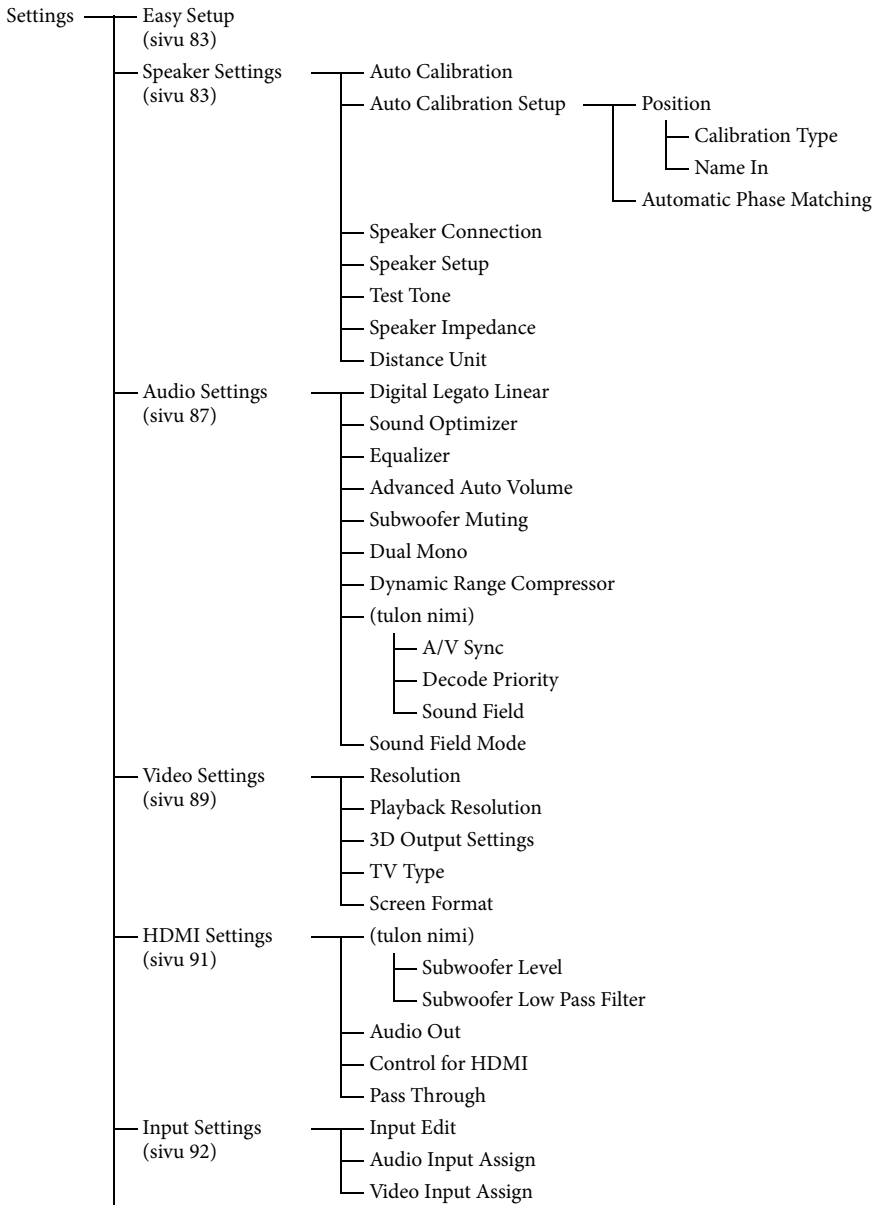 Settings
Easy Setup
(sivu 83)
Speaker Settings
(sivu 83)
Auto Calibration
Auto Calibration Setup
Position
Calibration Type
Name In
Automatic Phase Matching
Speaker Connection
Speaker Setup
Test Tone
Speaker Impedance
Distance Unit
Audio Settings
(sivu 87)
Digital Legato Linear
Sound Optimizer
Equalizer
Advanced Auto Volume
Subwoofer Muting
Dual Mono
Dynamic Range Compressor
(tulon nimi)
A/V Sync
Decode Priority
Sound Field
Sound Field Mode
Video Settings
(sivu 89)
Resolution
Playback Resolution
3D Output Settings
TV Type
Screen Format
HDMI Settings
(sivu 91)
(tulon nimi)
Subwoofer Level
Subwoofer Low Pass Filter
Audio Out
Control for HDMI
Pass Through
Input Settings
(sivu 92)
Input Edit
Audio Input Assign
Video Input Assign